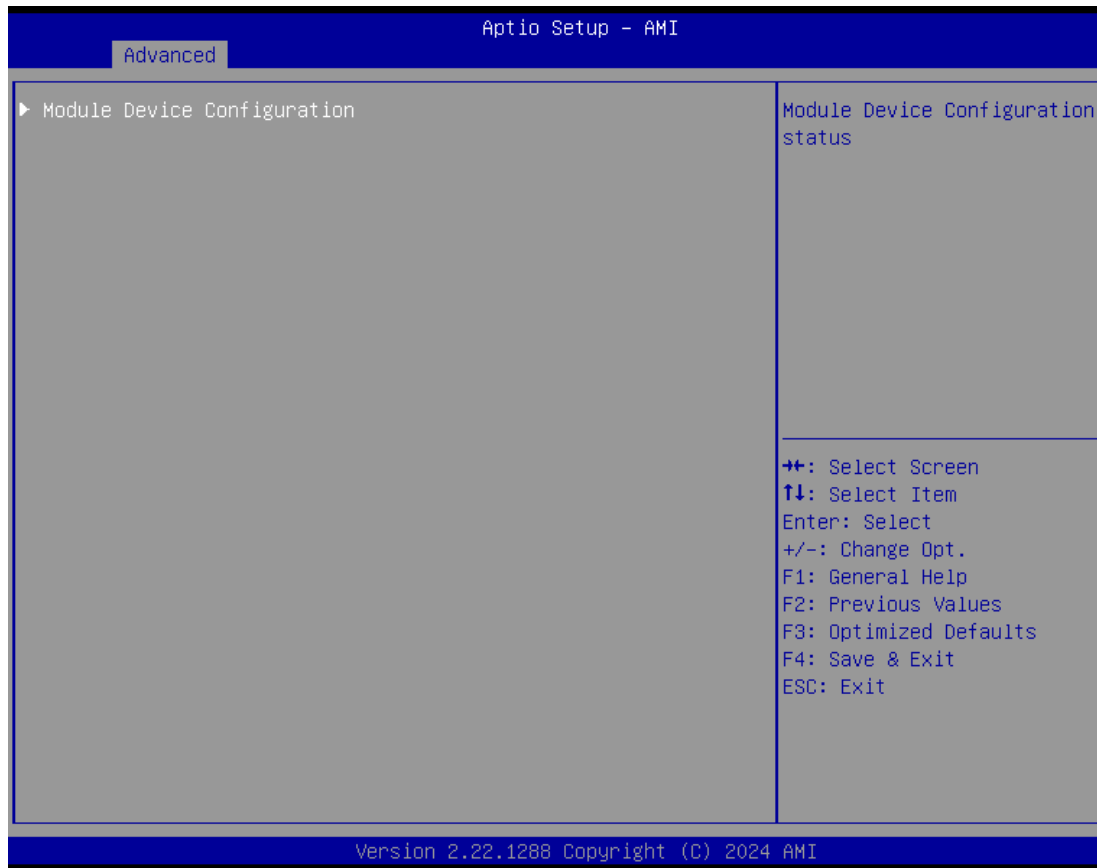 Aptio Setup – AMI
Advanced
▶ Module Device Configuration
Module Device Configuration
status
→←: Select Screen
↑↓: Select Item
Enter: Select
+/-: Change Opt.
F1: General Help
F2: Previous Values
F3: Optimized Defaults
F4: Save & Exit
ESC: Exit
Version 2.22.1288 Copyright (C) 2024 AMI